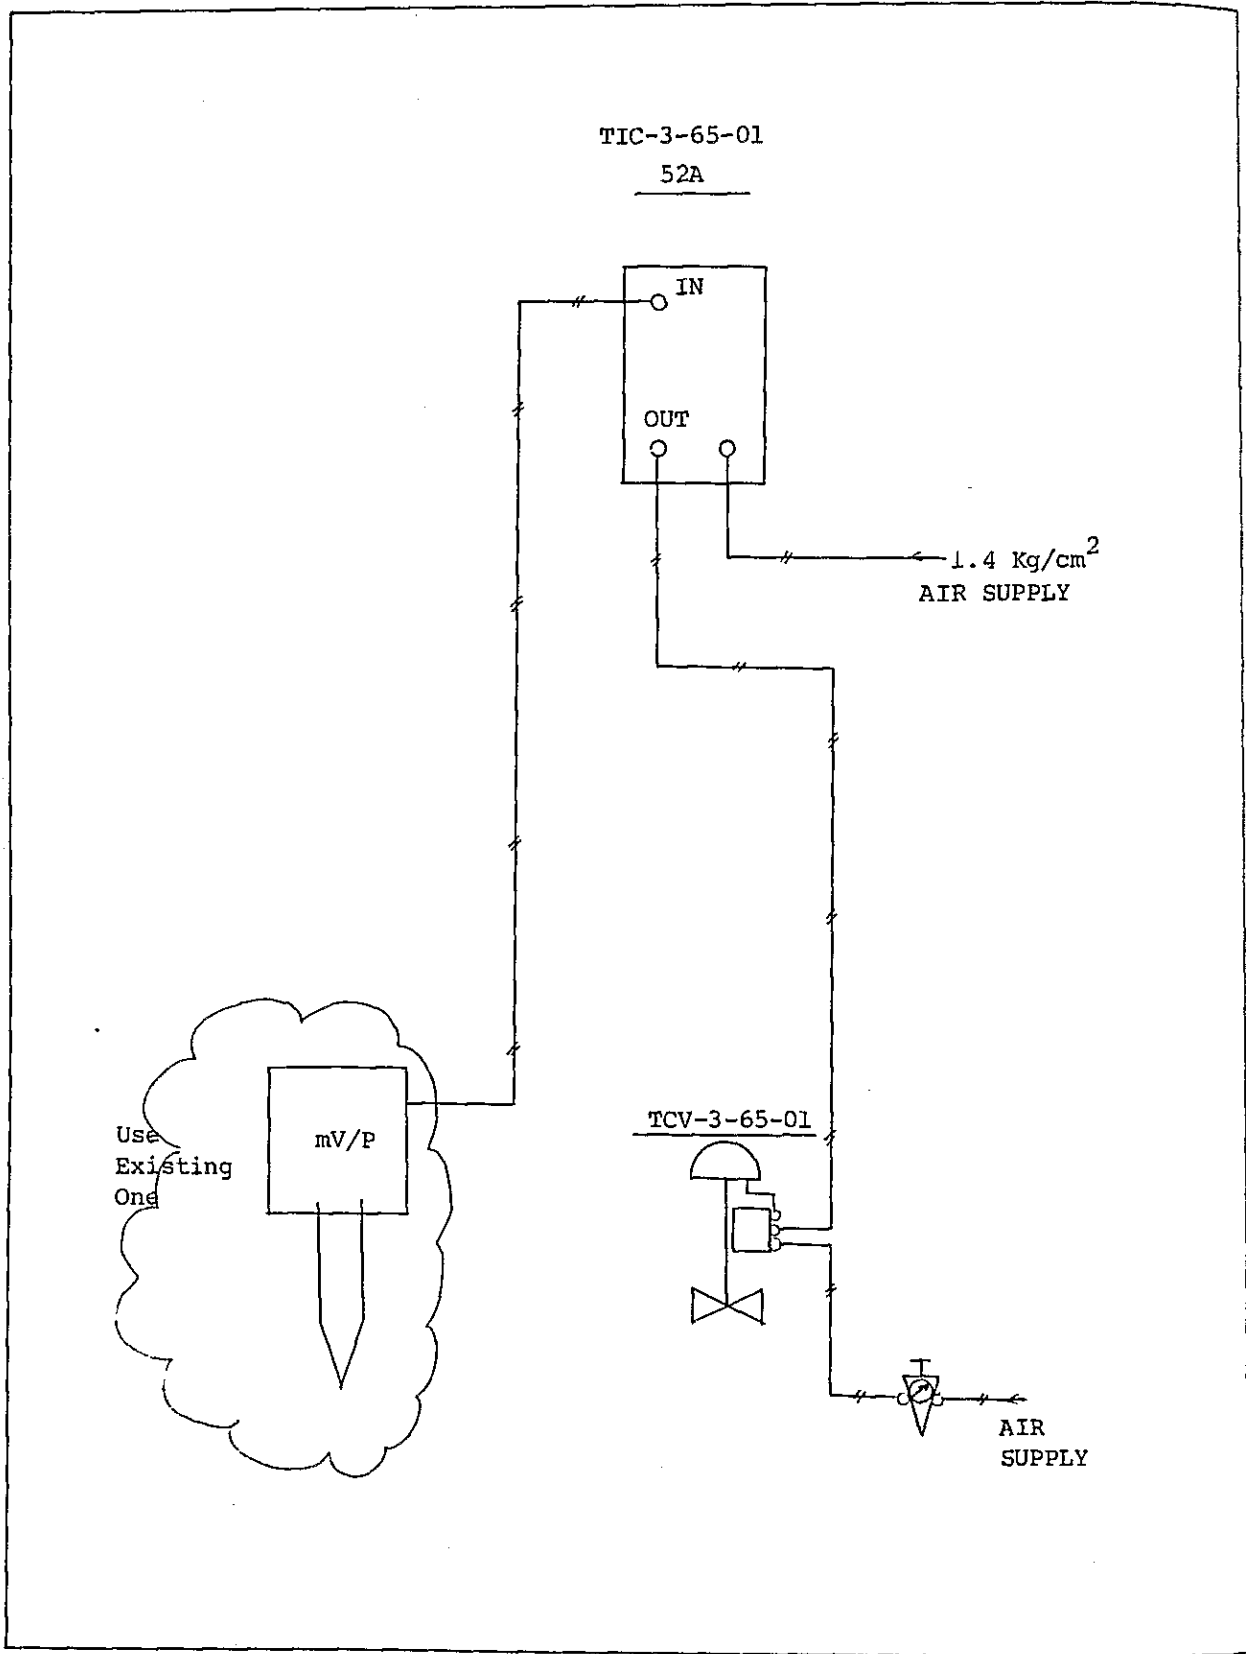 TIC-3-65-01
52A
IN
OUT
1.4 Kg/cm²
AIR SUPPLY
Use
Existing
One
mV/P
TCV-3-65-01
AIR
SUPPLY